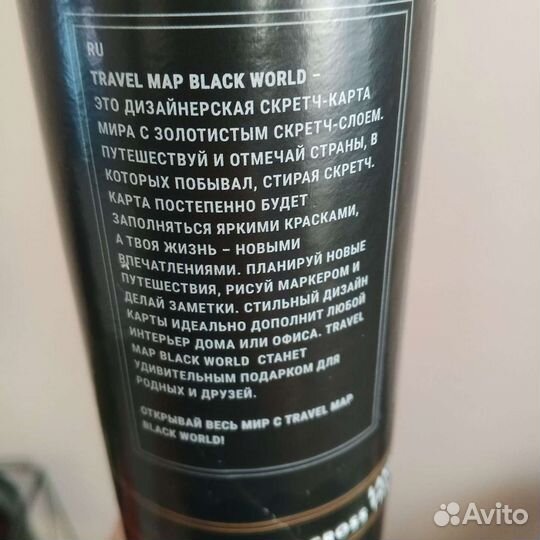 RU
TRAVEL MAP BLACK WORLD –
ЭТО ДИЗАЙНЕРСКАЯ СКРЕТЧ-КАРТА
МИРА С ЗОЛОТИСТЫМ СКРЕТЧ-СЛОЕМ.
ПУТЕШЕСТВУЙ И ОТМЕЧАЙ СТРАНЫ, В
КОТОРЫХ ПОБЫВАЛ, СТИРАЯ СКРЕТЧ.
КАРТА ПОСТЕПЕННО БУДЕТ
ЗАПОЛНЯТЬСЯ ЯРКИМИ КРАСКАМИ,
А ТВОЯ ЖИЗНЬ – НОВЫМИ
ВПЕЧАТЛЕНИЯМИ. ПЛАНИРУЙ НОВЫЕ
ПУТЕШЕСТВИЯ, РИСУЙ МАРКЕРОМ И
ДЕЛАЙ ЗАМЕТКИ. СТИЛЬНЫЙ ДИЗАЙН
КАРТЫ ИДЕАЛЬНО ДОПОЛНИТ ЛЮБОЙ
ИНТЕРЬЕР ДОМА ИЛИ ОФИСА. TRAVEL
MAP BLACK WORLD СТАНЕТ
УДИВИТЕЛЬНЫМ ПОДАРКОМ ДЛЯ
РОДНЫХ И ДРУЗЕЙ.
ОТКРЫВАЙ ВЕСЬ МИР С TRAVEL MAP
BLACK WORLD!
Avito